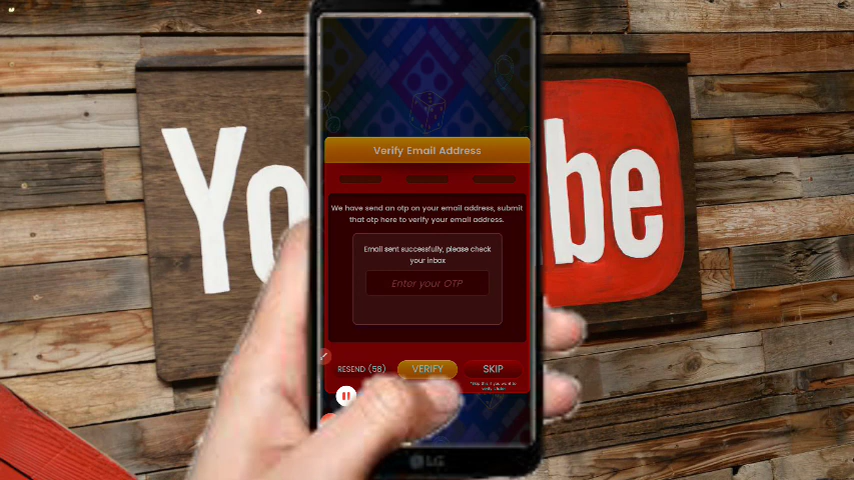 Yo
be
Verify Email Address
We have send an otp on your email address, submit
that otp here to verify your email address.
Email sent successfully, please check
your inbox
Enter your OTP
RESEND (58)
VERIFY
SKIP
LG